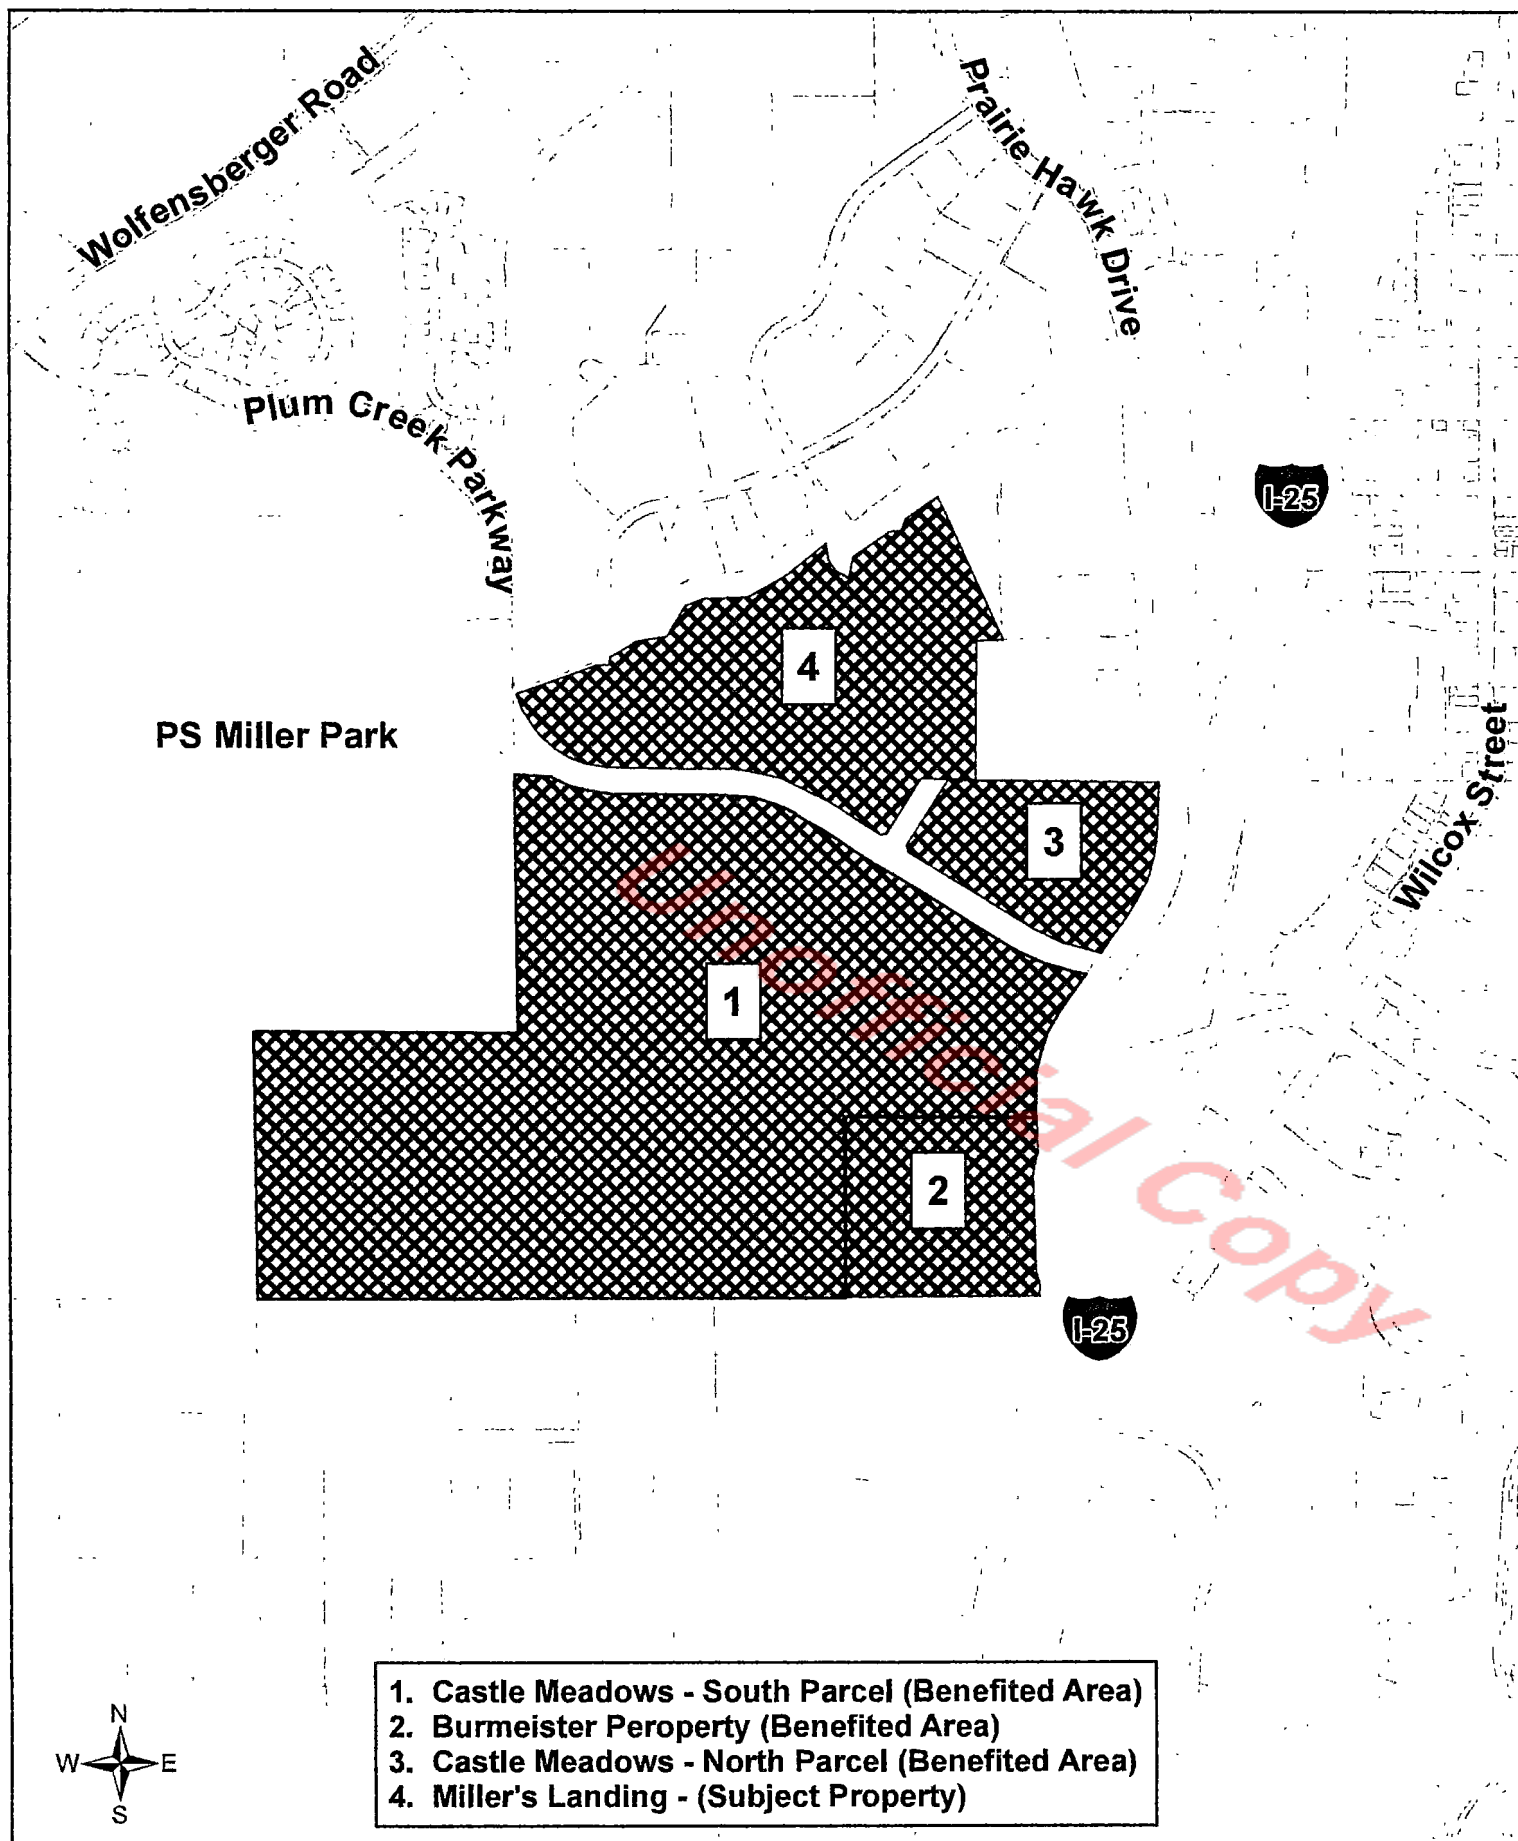 Wolfensberger Road
Prairie Hawk Drive
Plum Creek Parkway
I-25
4
PS Miller Park
Wilcox Street
3
1
2
I-25
Unofficial Copy
1. Castle Meadows - South Parcel (Benefited Area)
2. Burmeister Peroperty (Benefited Area)
3. Castle Meadows - North Parcel (Benefited Area)
4. Miller's Landing - (Subject Property)
N
W E
S